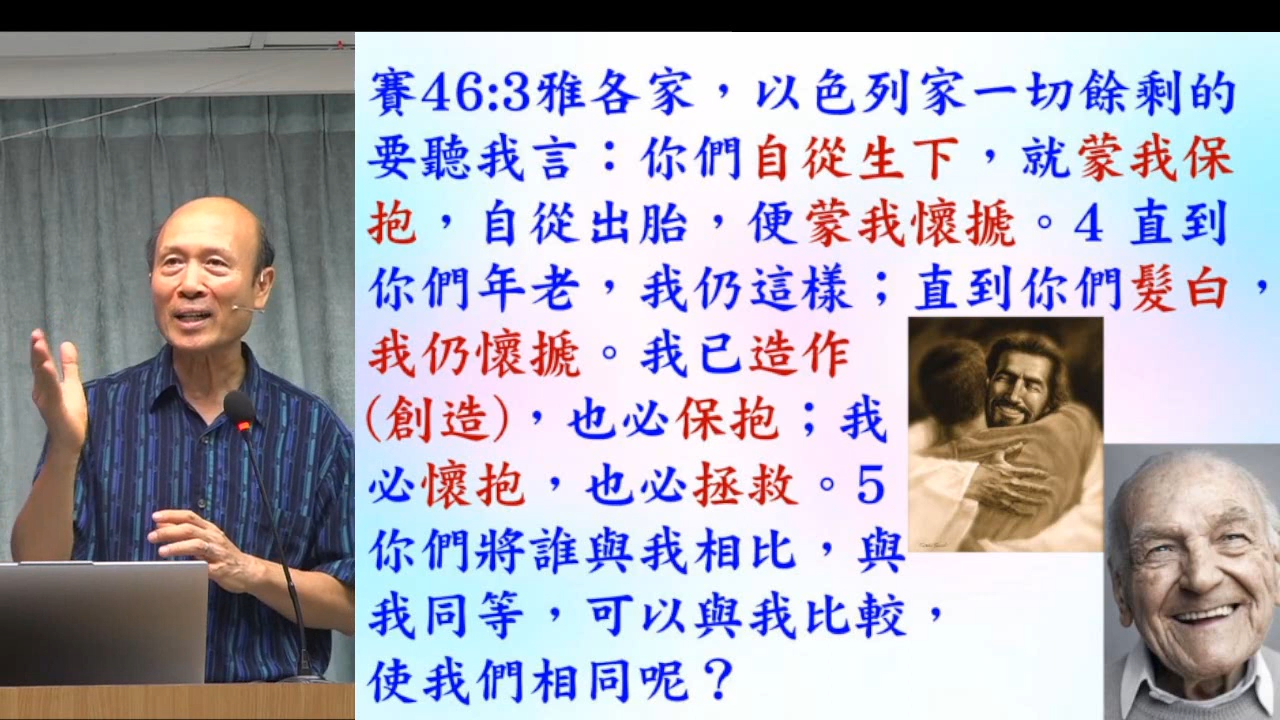 賽46:3雅各家，以色列家一切餘剩的
要聽我言：你們自從生下，就蒙我保
抱，自從出胎，便蒙我懷搋。4 直到
你們年老，我仍這樣；直到你們髮白，
我仍懷搋。我已造作
(創造)，也必保抱；我
必懷抱，也必拯救。5
你們將誰與我相比，與
我同等，可以與我比較，
使我們相同呢？